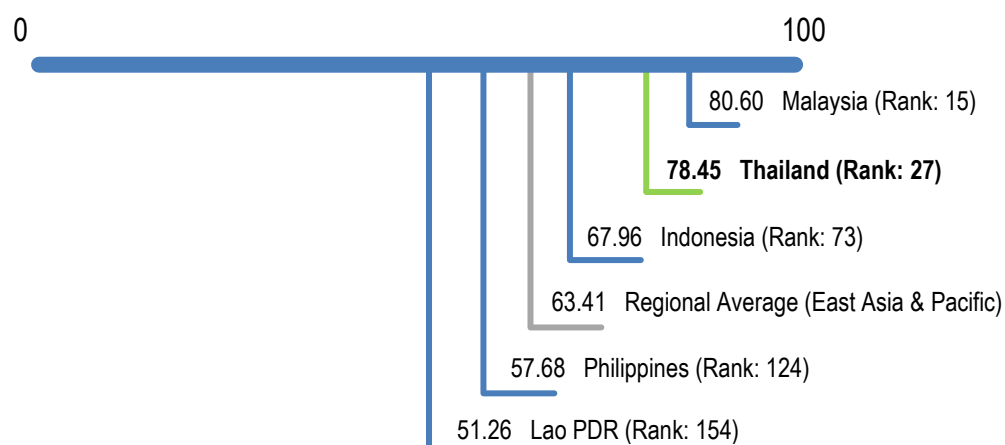 0 100
80.60 Malaysia (Rank: 15)
78.45 Thailand (Rank: 27)
67.96 Indonesia (Rank: 73)
63.41 Regional Average (East Asia & Pacific)
57.68 Philippines (Rank: 124)
51.26 Lao PDR (Rank: 154)